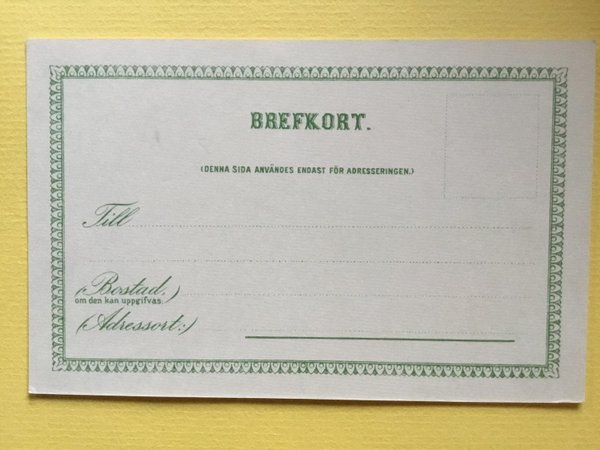 BREFKORT.
(DENNA SIDA ANVÄNDES ENDAST FÖR ADRESSERINGEN.)
Till
(Bostad,)
om den kan uppgifvas.
(Adressort:)